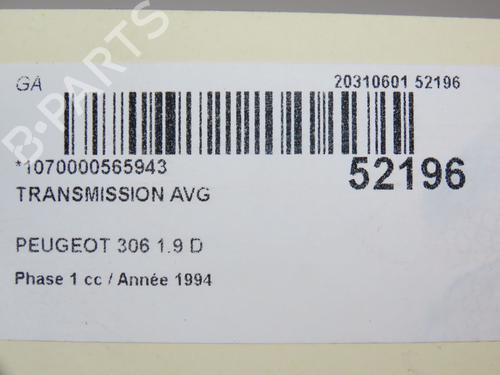 GA
20310601 52196
*1070000565943
52196
TRANSMISSION AVG
PEUGEOT 306 1.9 D
Phase 1 cc / Année 1994
B-PARTS